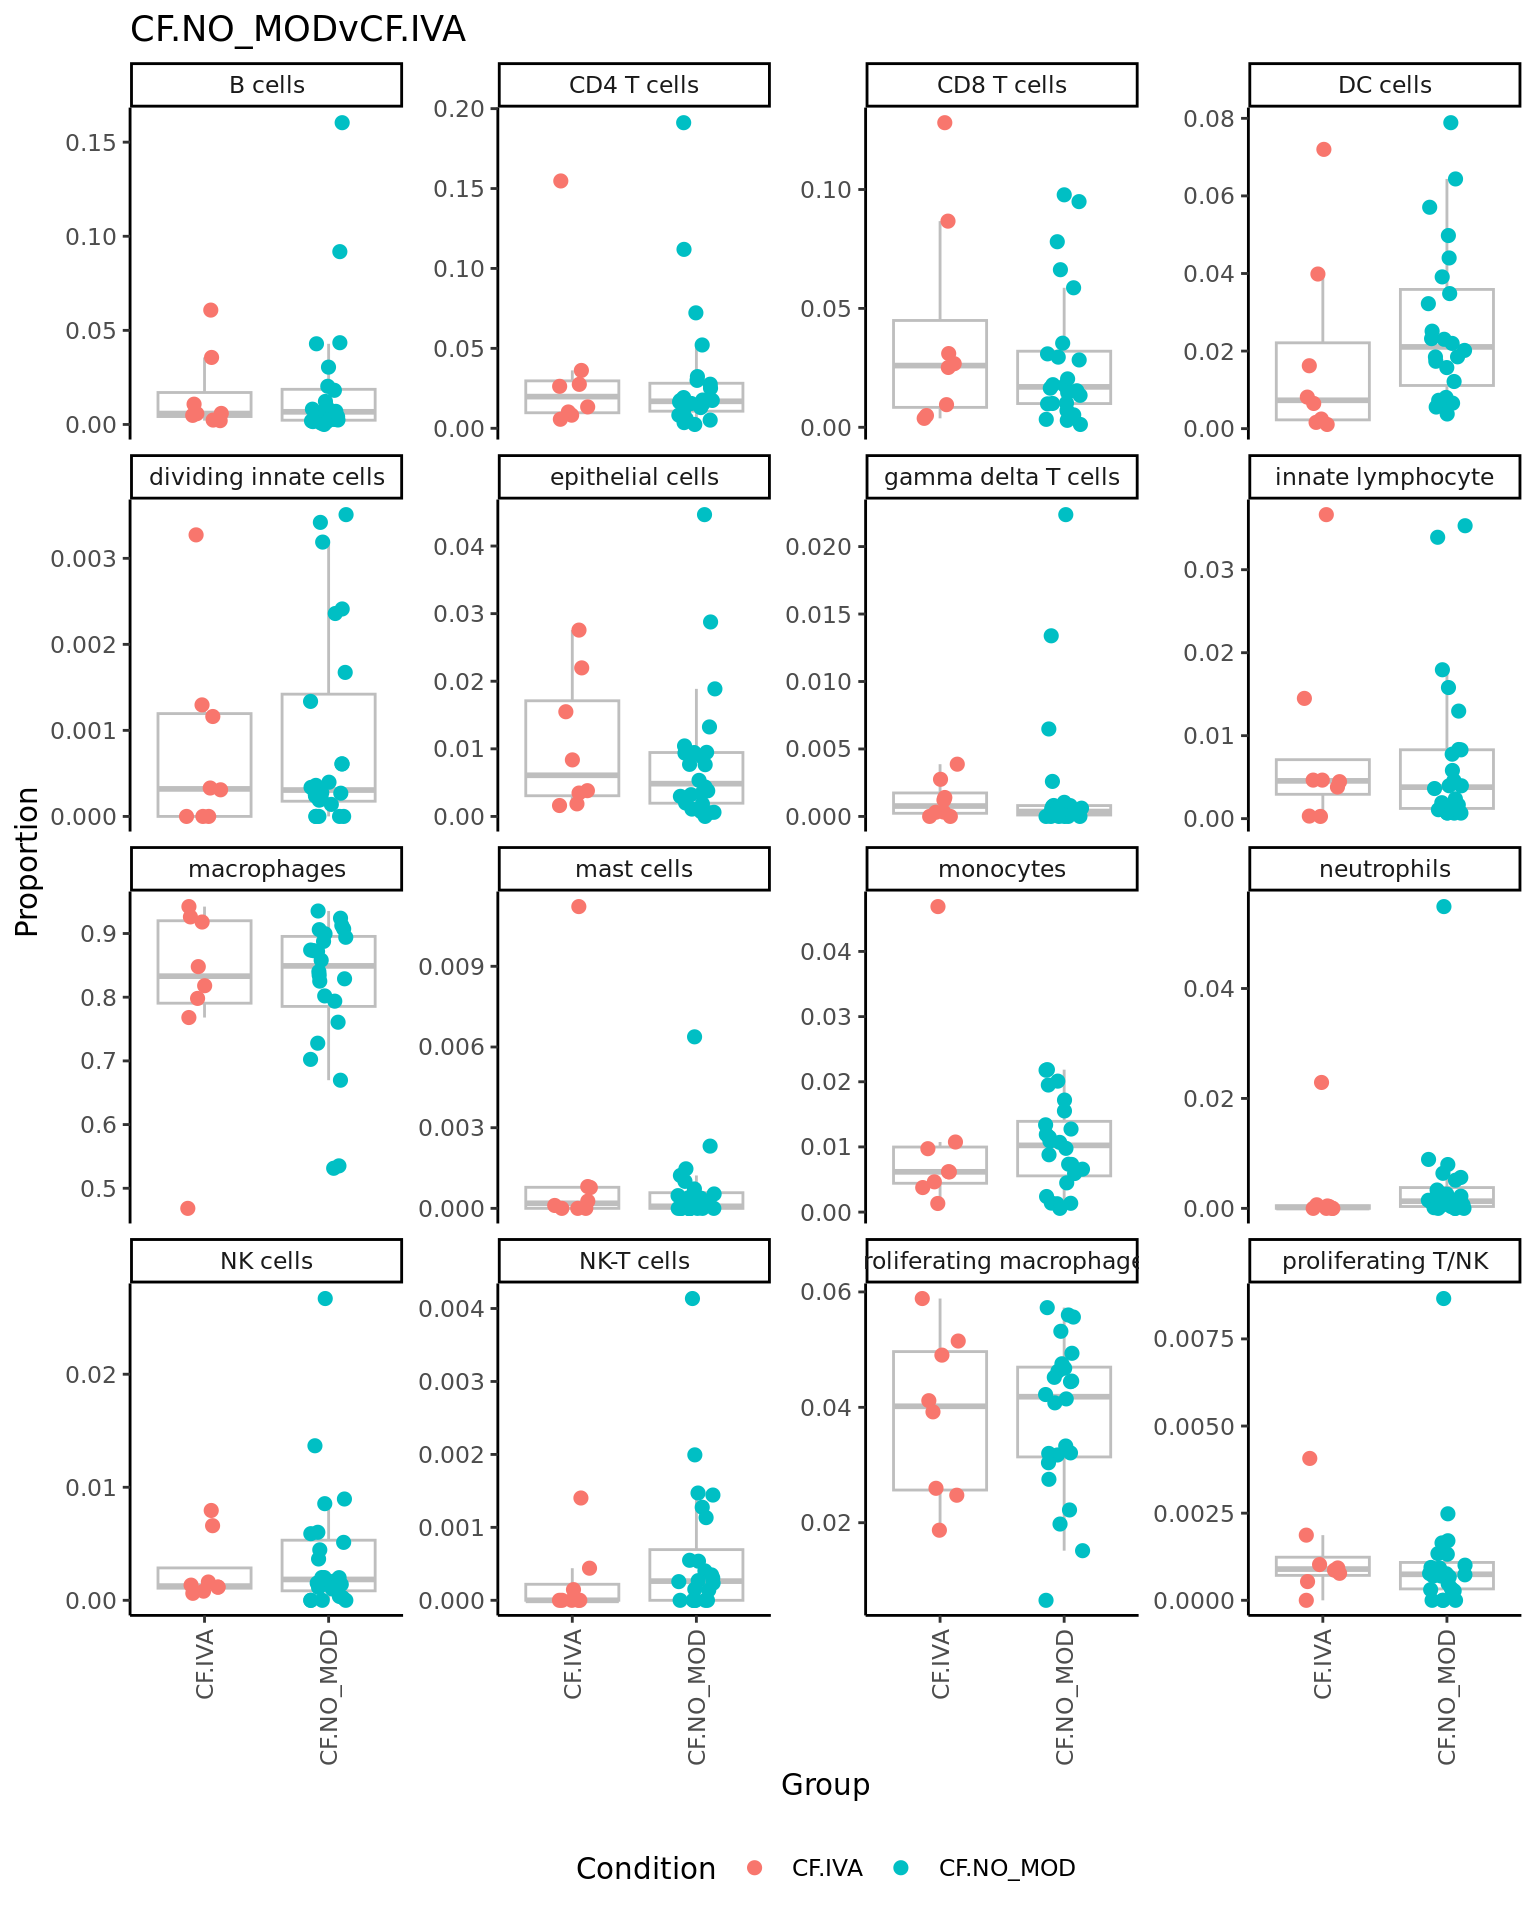 CF.NO_MODvCF.IVA
B cells
CD4 T cells
CD8 T cells
DC cells
0.15
0.10
0.05
0.00
0.20
0.15
0.10
0.05
0.00
0.10
0.05
0.00
0.08
0.06
0.04
0.02
0.00
dividing innate cells
epithelial cells
gamma delta T cells
innate lymphocyte
0.003
0.002
0.001
0.000
0.04
0.03
0.02
0.01
0.00
0.020
0.015
0.010
0.005
0.000
0.03
0.02
0.01
0.00
Proportion
macrophages
mast cells
monocytes
neutrophils
0.9
0.8
0.7
0.6
0.5
0.009
0.006
0.003
0.000
0.04
0.03
0.02
0.01
0.00
0.04
0.02
0.00
NK cells
NK-T cells
roliferating macrophage
proliferating T/NK
0.02
0.01
0.00
0.004
0.003
0.002
0.001
0.000
0.06
0.04
0.02
0.0075
0.0050
0.0025
0.0000
CF.IVA
CF.NO_MOD
CF.IVA
CF.NO_MOD
CF.IVA
CF.NO_MOD
CF.IVA
CF.NO_MOD
Group
Condition CF.IVA CF.NO_MOD